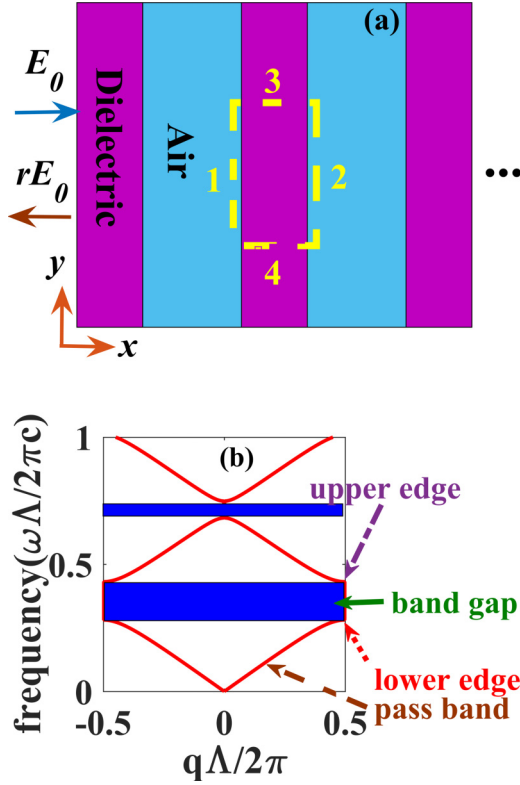 (a)
E0
Dielectric
Air
rE0
3
1
2
4
...
y
x
(b)
frequency(ωΛ/2πc)
1
0.5
0
-0.5
0
0.5
qΛ/2π
upper edge
band gap
lower edge
pass band